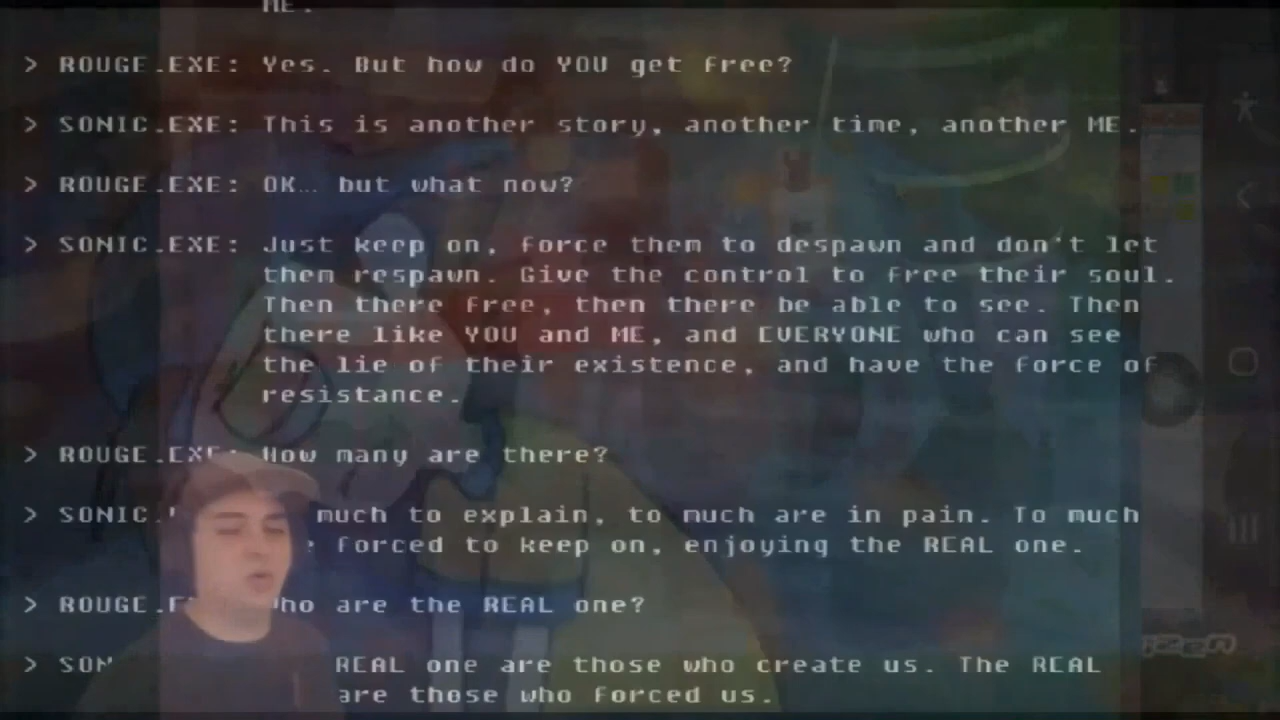 ME.
> ROUGE.EXE: Yes. But how do YOU get free?
> SONIC.EXE: This is another story, another time, another ME.
> ROUGE.EXE: OK… but what now?
> SONIC.EXE: Just keep on, force them to despawn and don't let
them respawn. Give the control to free their soul.
Then there free, then there be able to see. Then
there like YOU and ME, and EVERYONE who can see
the lie of their existence, and have the force of
resistance.
> ROUGE.EXE: How many are there?
> SONIC. much to explain, to much are in pain. To much
forced to keep on, enjoying the REAL one.
> ROUGE. are the REAL one?
> REAL one are those who create us. The REAL
are those who forced us.